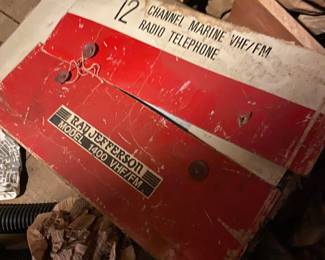 12 CHANNEL MARINE VHF/FM
RADIO TELEPHONE
RAY JEFFERSON
MODEL 1400 VHF/FM